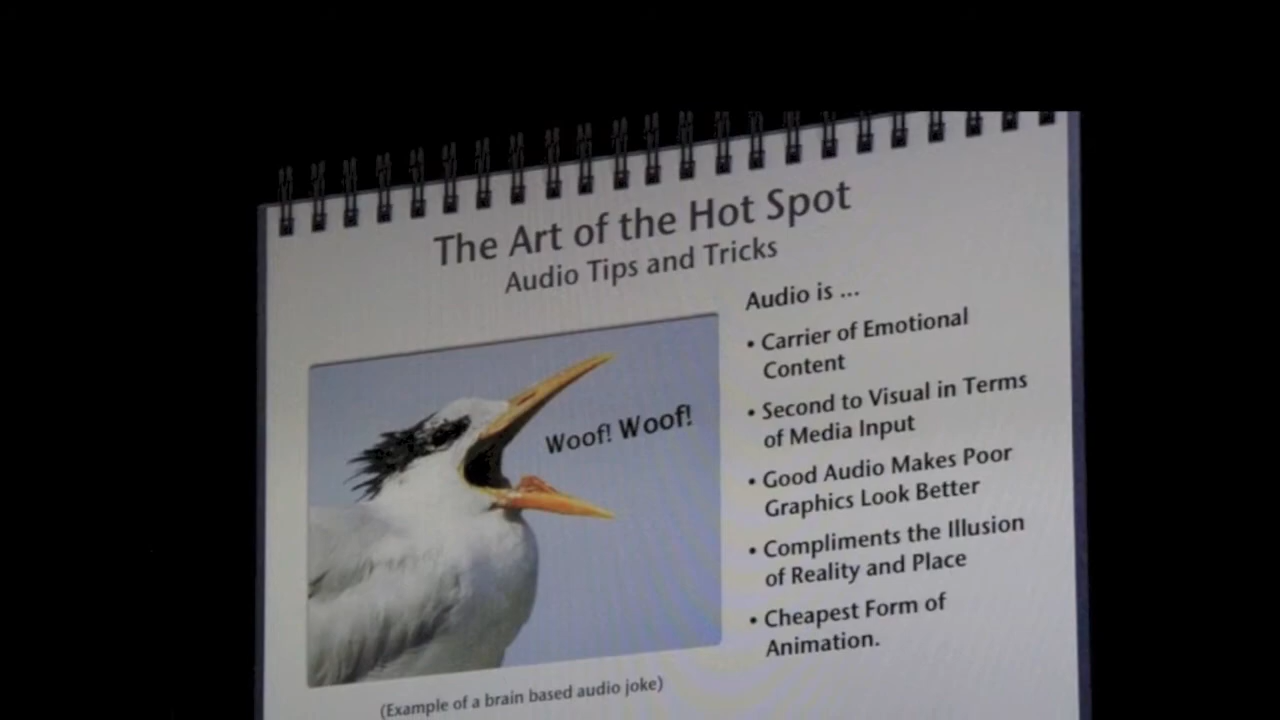 The Art of the Hot Spot
Audio Tips and Tricks
Woof! Woof!
(Example of a brain based audio joke)
Audio is ...
• Carrier of Emotional
Content
• Second to Visual in Terms
of Media Input
• Good Audio Makes Poor
Graphics Look Better
• Compliments the Illusion
of Reality and Place
• Cheapest Form of
Animation.